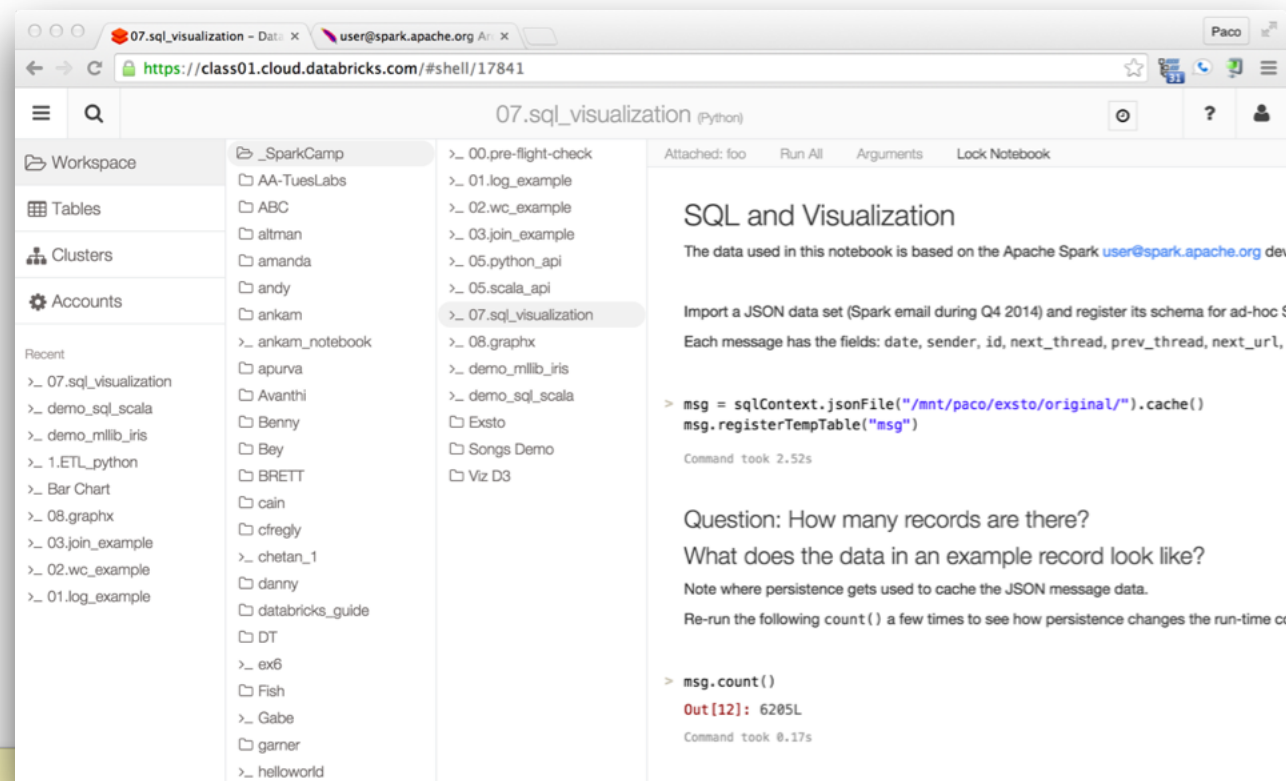 07.sql_visualization – Data
user@spark.apache.org Arc
Paco
https://class01.cloud.databricks.com/#shell/17841
31
07.sql_visualization (Python)
?
Workspace
Tables
Clusters
Accounts
Recent
>_ 07.sql_visualization
>_ demo_sql_scala
>_ demo_mllib_iris
>_ 1.ETL_python
>_ Bar Chart
>_ 08.graphx
>_ 03.join_example
>_ 02.wc_example
>_ 01.log_example
_SparkCamp
AA-TuesLabs
ABC
altman
amanda
andy
ankam
>_ ankam_notebook
apurva
Avanthi
Benny
Bey
BRETT
cain
cfregly
>_ chetan_1
danny
databricks_guide
DT
>_ ex6
Fish
>_ Gabe
garner
>_ helloworld
>_ 00.pre-flight-check
>_ 01.log_example
>_ 02.wc_example
>_ 03.join_example
>_ 05.python_api
>_ 05.scala_api
>_ 07.sql_visualization
>_ 08.graphx
>_ demo_mllib_iris
>_ demo_sql_scala
Exsto
Songs Demo
Viz D3
Attached: foo Run All Arguments Lock Notebook
SQL and Visualization
The data used in this notebook is based on the Apache Spark user@spark.apache.org dev
Import a JSON data set (Spark email during Q4 2014) and register its schema for ad-hoc S
Each message has the fields: date, sender, id, next_thread, prev_thread, next_url,
> msg = sqlContext.jsonFile("/mnt/paco/exsto/original/").cache()
msg.registerTempTable("msg")
Command took 2.52s
Question: How many records are there?
What does the data in an example record look like?
Note where persistence gets used to cache the JSON message data.
Re-run the following count() a few times to see how persistence changes the run-time co
> msg.count()
Out[12]: 6205L
Command took 0.17s